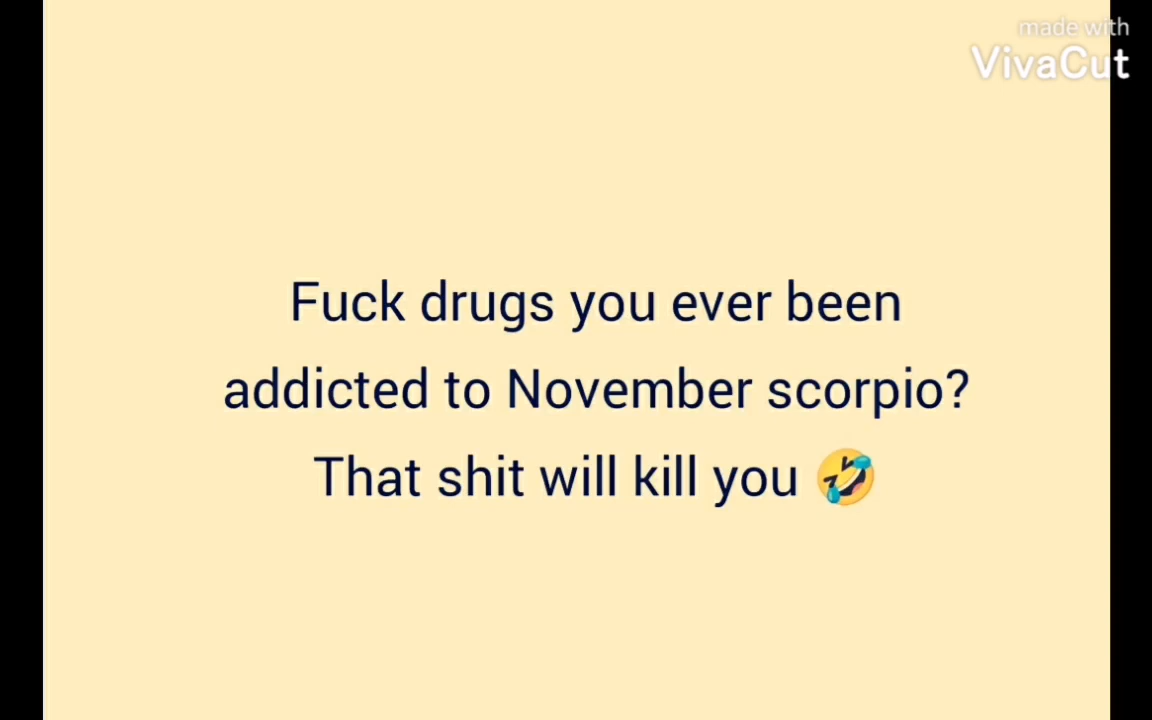 made with
VivaCut
Fuck drugs you ever been
addicted to November scorpio?
That shit will kill you 🤣